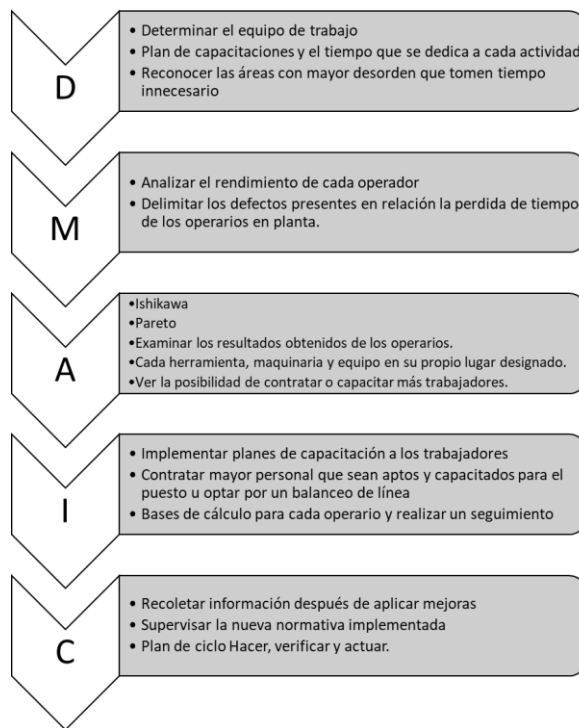 D
• Determinar el equipo de trabajo
• Plan de capacitaciones y el tiempo que se dedica a cada actividad
• Reconocer las áreas con mayor desorden que tomen tiempo
innecesario
M
• Analizar el rendimiento de cada operador
• Delimitar los defectos presentes en relación la perdida de tiempo
de los operarios en planta.
A
•Ishikawa
•Pareto
•Examinar los resultados obtenidos de los operarios.
•Cada herramienta, maquinaria y equipo en su propio lugar designado.
•Ver la posibilidad de contratar o capacitar más trabajadores.
I
• Implementar planes de capacitación a los trabajadores
• Contratar mayor personal que sean aptos y capacitados para el
puesto u optar por un balanceo de línea
• Bases de cálculo para cada operario y realizar un seguimiento
C
• Recoletar información después de aplicar mejoras
• Supervisar la nueva normativa implementada
• Plan de ciclo Hacer, verificar y actuar.